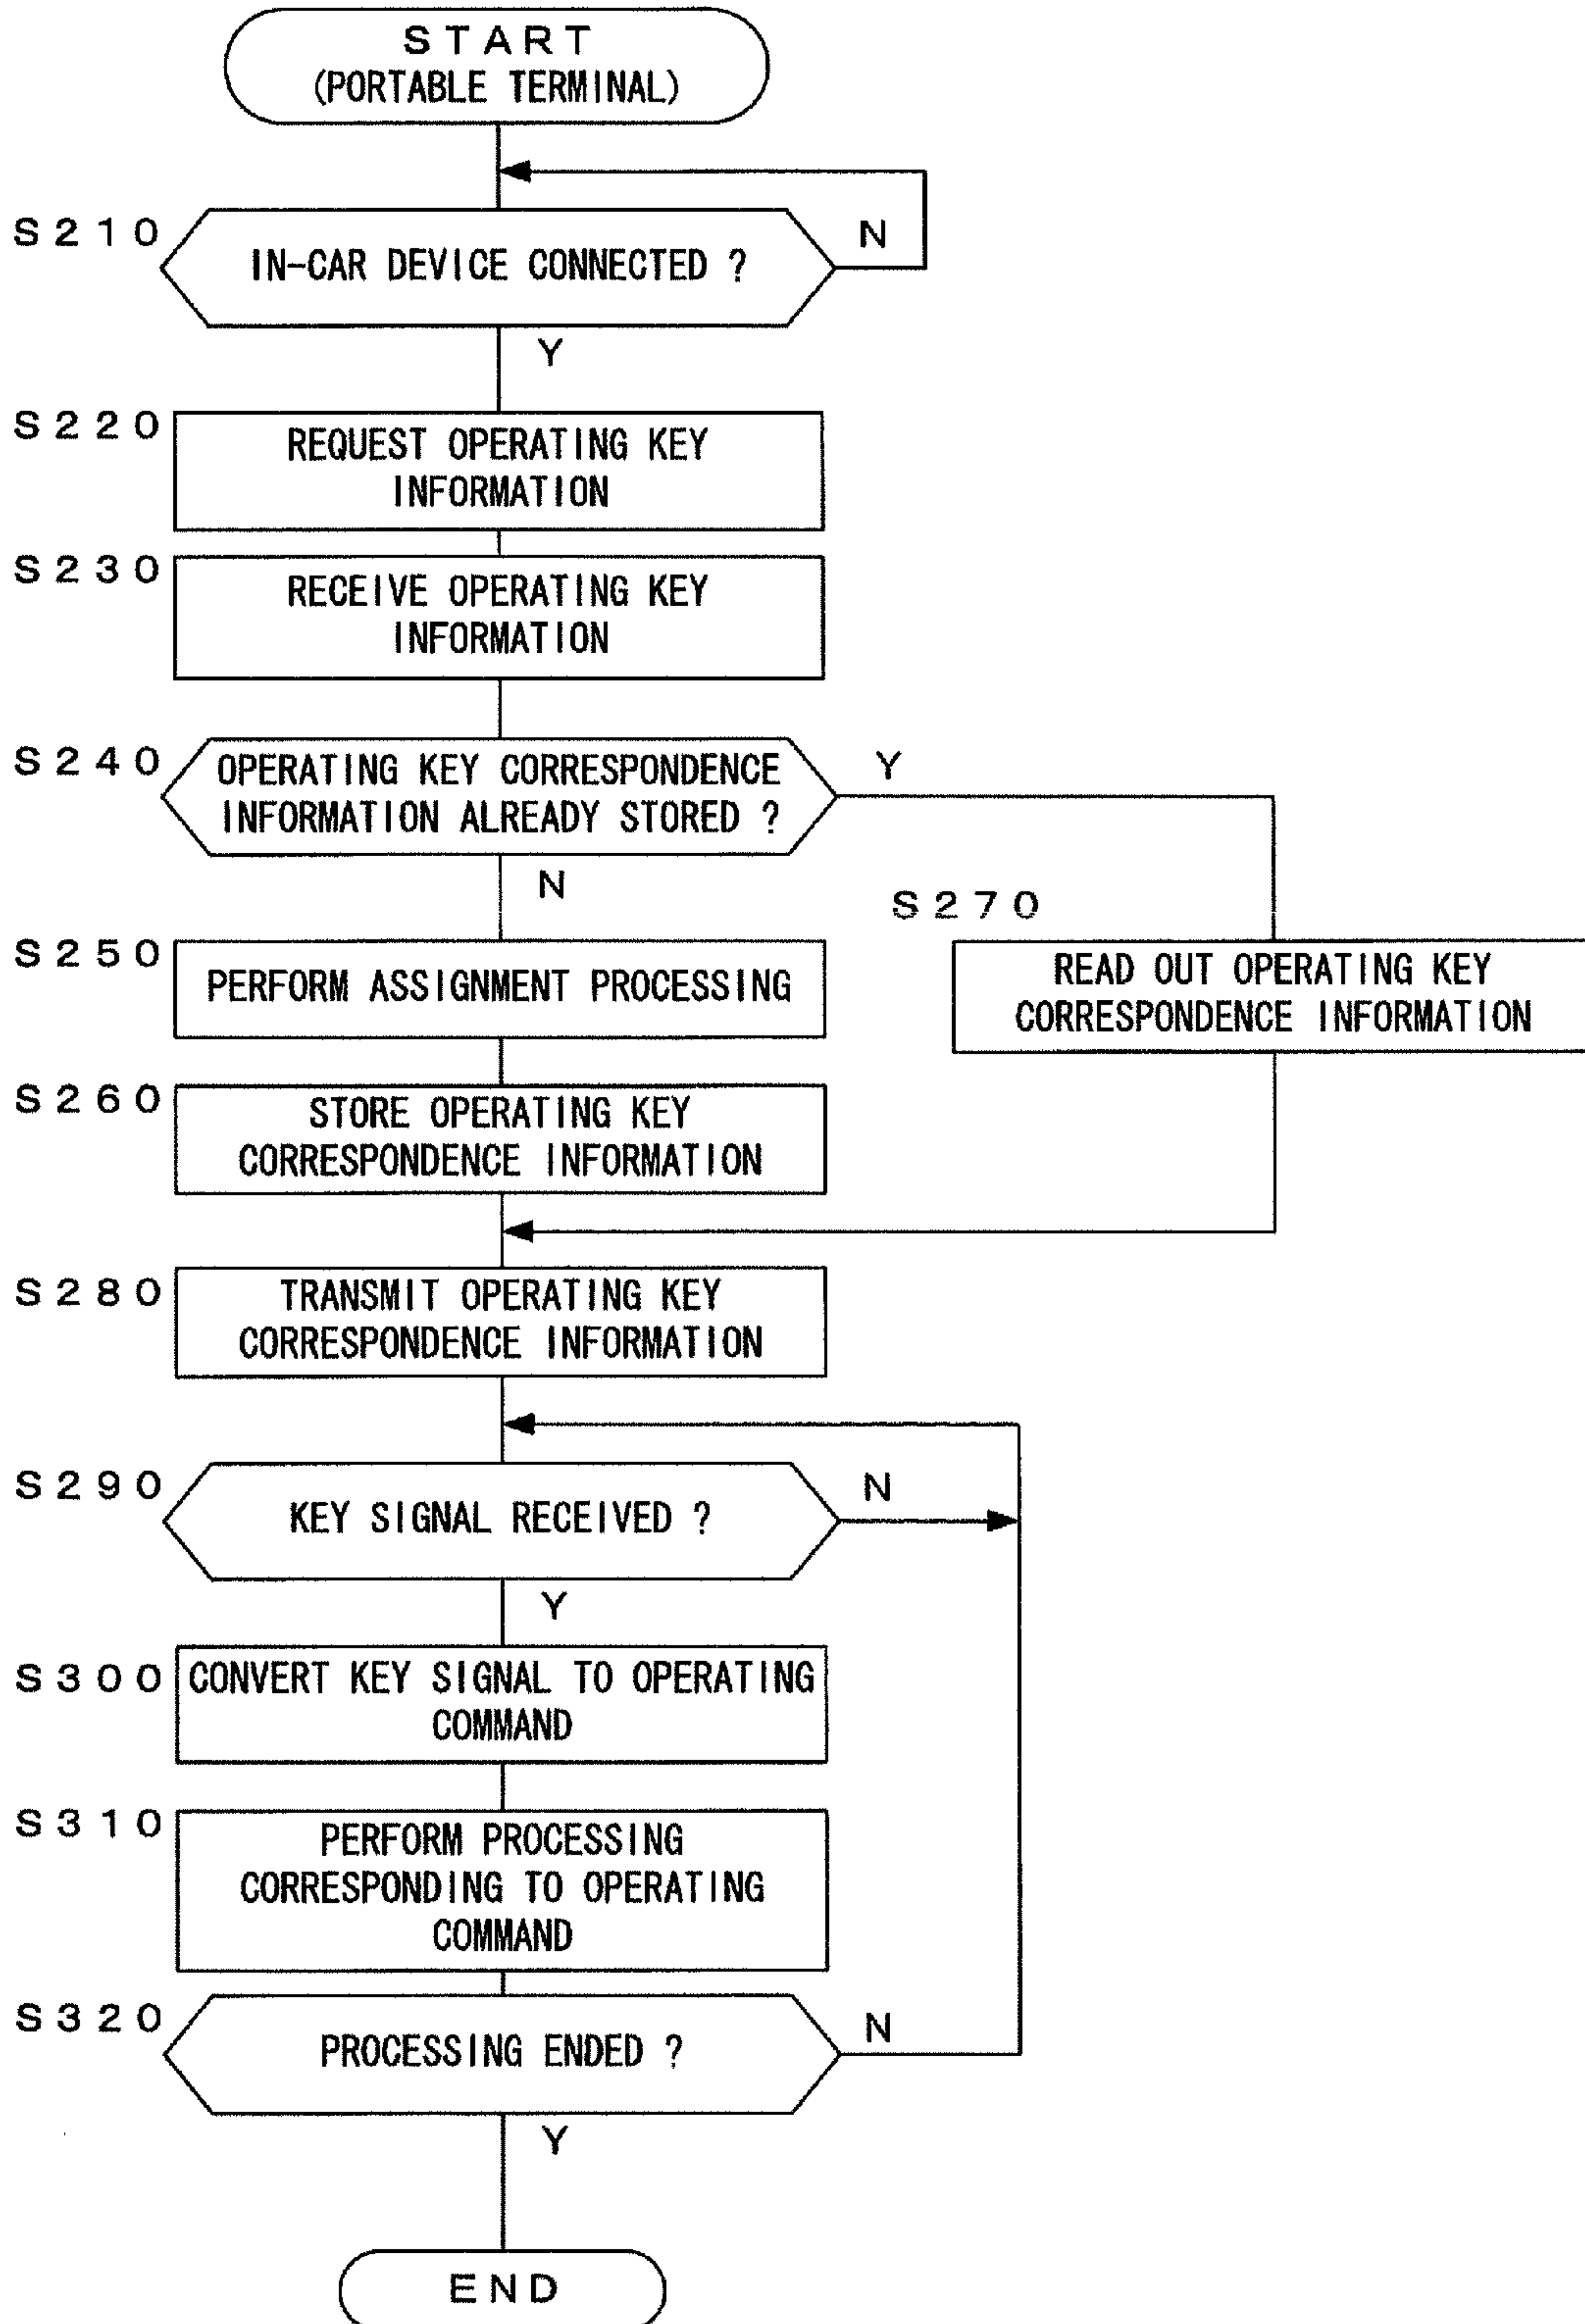 START
(PORTABLE TERMINAL)
S210
IN-CAR DEVICE CONNECTED ?
N
Y
S220
REQUEST OPERATING KEY
INFORMATION
S230
RECEIVE OPERATING KEY
INFORMATION
S240
OPERATING KEY CORRESPONDENCE
INFORMATION ALREADY STORED ?
Y
N
S250
PERFORM ASSIGNMENT PROCESSING
S270
READ OUT OPERATING KEY
CORRESPONDENCE INFORMATION
S260
STORE OPERATING KEY
CORRESPONDENCE INFORMATION
S280
TRANSMIT OPERATING KEY
CORRESPONDENCE INFORMATION
S290
KEY SIGNAL RECEIVED ?
N
Y
S300
CONVERT KEY SIGNAL TO OPERATING
COMMAND
S310
PERFORM PROCESSING
CORRESPONDING TO OPERATING
COMMAND
S320
PROCESSING ENDED ?
N
Y
END